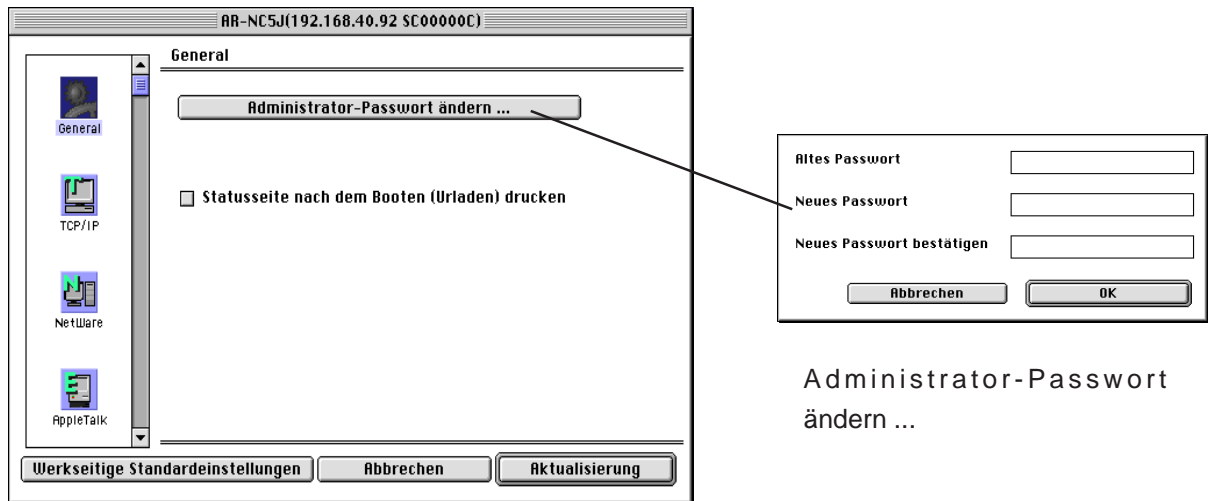 AR-NC5J(192.168.40.92 SC00000C)
General
General
TCP/IP
NetWare
AppleTalk
Administrator-Passwort ändern ...
Statusseite nach dem Booten (Urladen) drucken
Werkseitige Standardeinstellungen
Abbrechen
Aktualisierung
Altes Passwort
Neues Passwort
Neues Passwort bestätigen
Abbrechen
OK
Administrator-Passwort
ändern ...